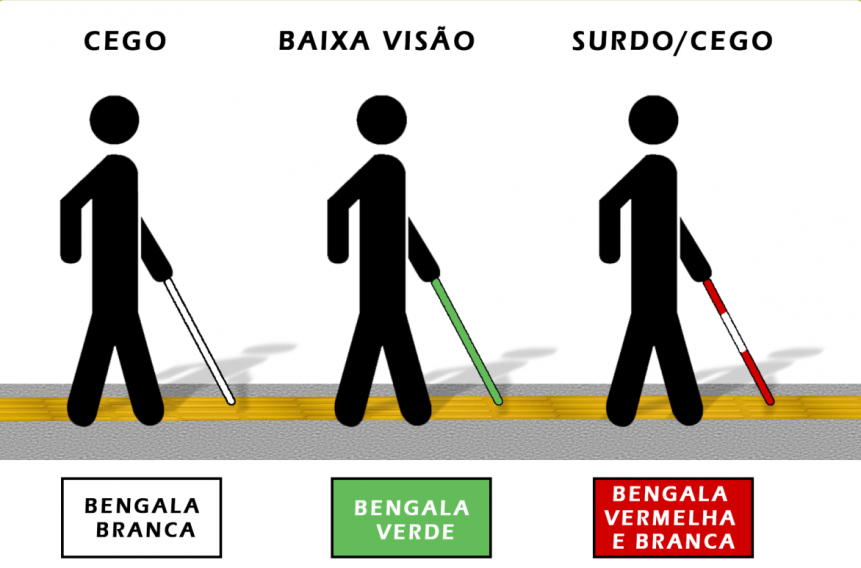 CEGO
BAIXA VISÃO
SURDO/CEGO
BENGALA
BRANCA
BENGALA
VERDE
BENGALA
VERMELHA
E BRANCA